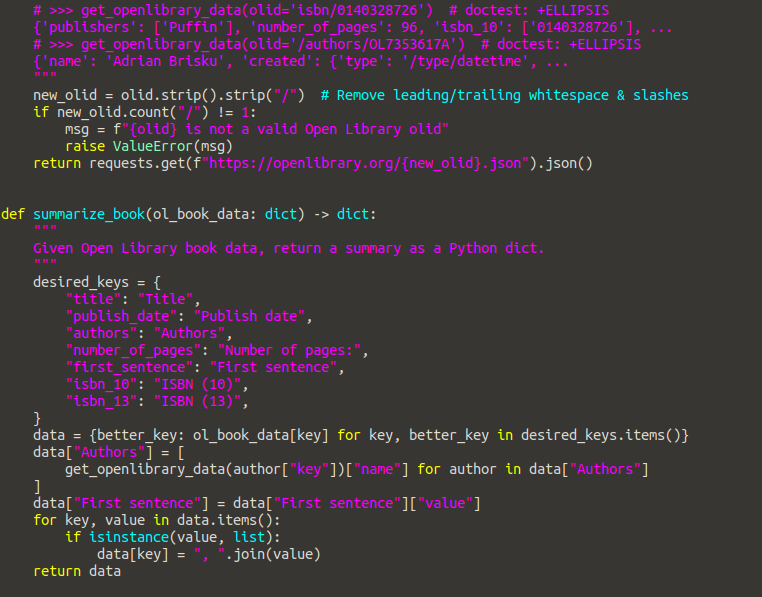 # >>> get_openlibrary_data(olid='isbn/0140328726')  # doctest: +ELLIPSIS
    {'publishers': ['Puffin'], 'number_of_pages': 96, 'isbn_10': ['0140328726'], ...
    # >>> get_openlibrary_data(olid='/authors/OL7353617A')  # doctest: +ELLIPSIS
    {'name': 'Adrian Brisku', 'created': {'type': '/type/datetime', ...
    """
    new_olid = olid.strip().strip("/")  # Remove leading/trailing whitespace & slashes
    if new_olid.count("/") != 1:
        msg = f"{olid} is not a valid Open Library olid"
        raise ValueError(msg)
    return requests.get(f"https://openlibrary.org/{new_olid}.json").json()


def summarize_book(ol_book_data: dict) -> dict:
    """
    Given Open Library book data, return a summary as a Python dict.
    """
    desired_keys = {
        "title": "Title",
        "publish_date": "Publish date",
        "authors": "Authors",
        "number_of_pages": "Number of pages:",
        "first_sentence": "First sentence",
        "isbn_10": "ISBN (10)",
        "isbn_13": "ISBN (13)",
    }
    data = {better_key: ol_book_data[key] for key, better_key in desired_keys.items()}
    data["Authors"] = [
        get_openlibrary_data(author["key"])["name"] for author in data["Authors"]
    ]
    data["First sentence"] = data["First sentence"]["value"]
    for key, value in data.items():
        if isinstance(value, list):
            data[key] = ", ".join(value)
    return data